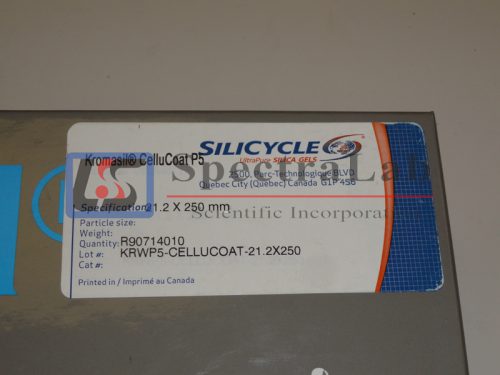 SILICYCLE
UltraPure SILICA GELS
Kromasil® CelluCoat P5
2500, Parc-Technologique BLVD
Quebec City (Quebec) Canada G1P 4S6
SpectraLab
Scientific Incorporat
LS
Specification: 21.2 X 250 mm
Particle size:
Weight:
Quantity: R90714010
Lot #: KRWP5-CELLUCOAT-21.2X250
Cat #:
Printed in / Imprimé au Canada